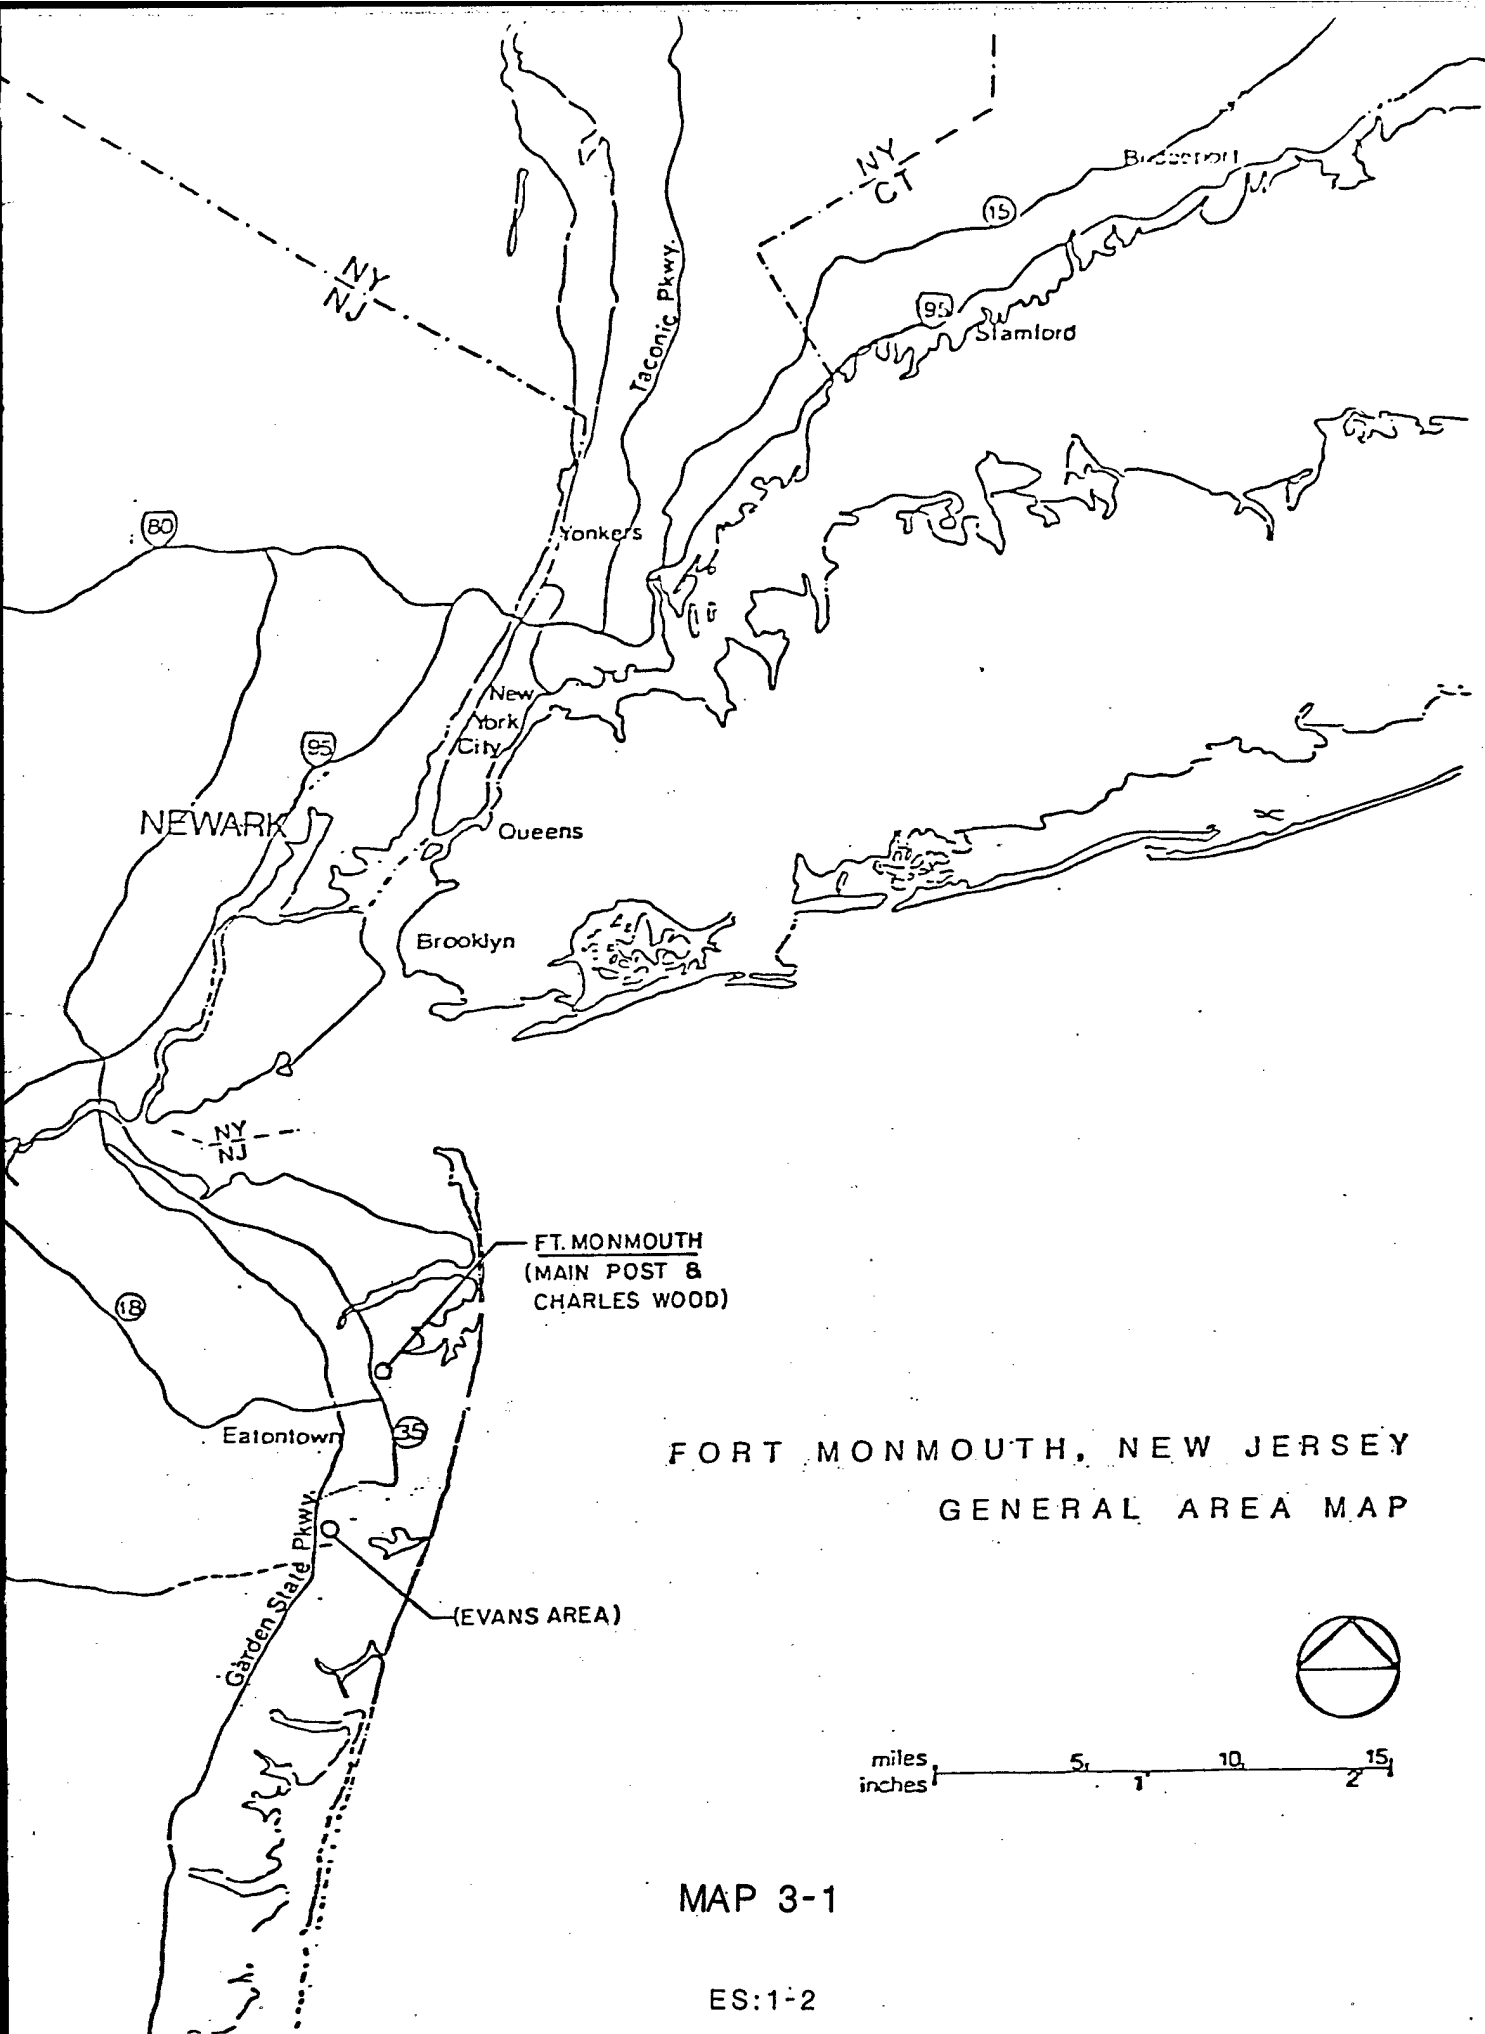 NY
CT
Bridgeport
15
NY
NJ
Taconic Pkwy.
95
Stamford
80
Yonkers
New
York
City
95
NEWARK
Queens
Brooklyn
NY
NJ
FT. MONMOUTH
(MAIN POST &
CHARLES WOOD)
18
Eatontown
35
FORT MONMOUTH, NEW JERSEY
GENERAL AREA MAP
Garden State Pkwy.
(EVANS AREA)
miles 5 10 15
inches 1 2
MAP 3-1
ES:1-2